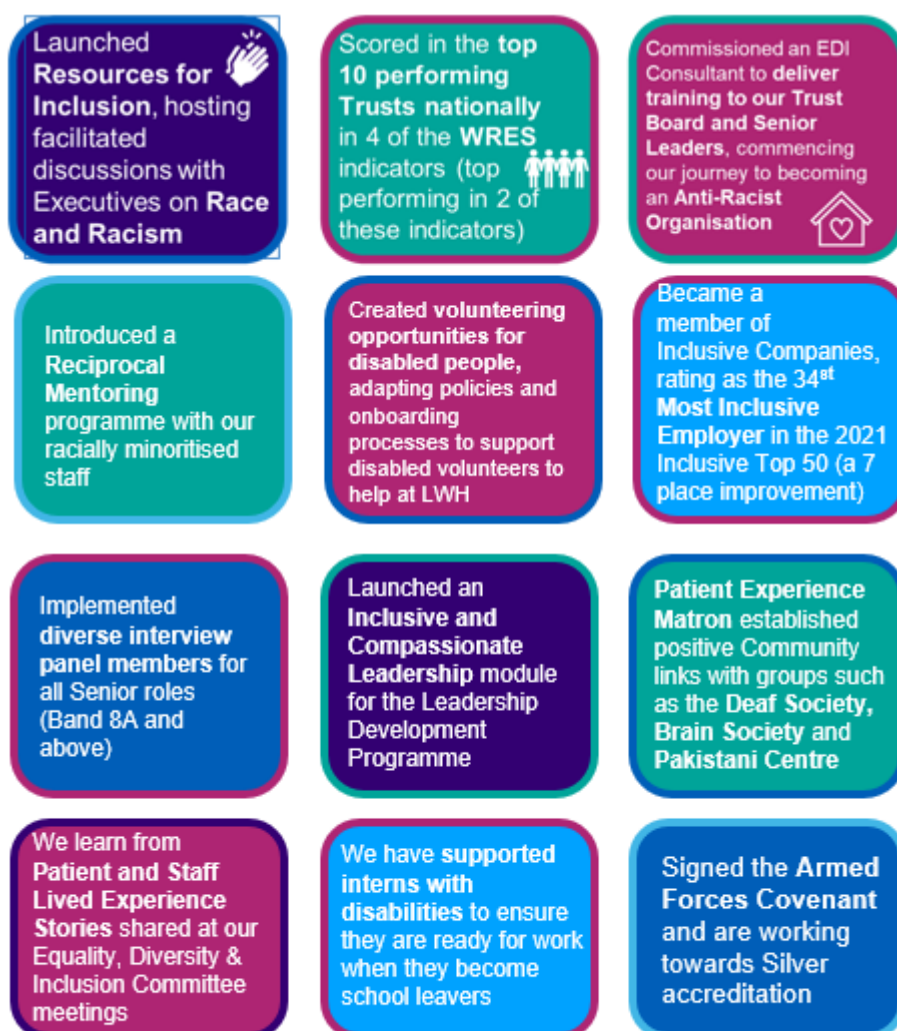 Launched
Resources for
Inclusion, hosting
facilitated
discussions with
Executives on Race
and Racism
Scored in the top
10 performing
Trusts nationally
in 4 of the WRES
indicators (top
performing in 2 of
these indicators)
Commissioned an EDI
Consultant to deliver
training to our Trust
Board and Senior
Leaders, commencing
our journey to becoming
an Anti-Racist
Organisation
Introduced a
Reciprocal
Mentoring
programme with our
racially minoritised
staff
Created volunteering
opportunities for
disabled people,
adapting policies and
onboarding
processes to support
disabled volunteers to
help at LWH
Became a
member of
Inclusive Companies,
rating as the 34st
Most Inclusive
Employer in the 2021
Inclusive Top 50 (a 7
place improvement)
Implemented
diverse interview
panel members for
all Senior roles
(Band 8A and
above)
Launched an
Inclusive and
Compassionate
Leadership module
for the Leadership
Development
Programme
Patient Experience
Matron established
positive Community
links with groups such
as the Deaf Society,
Brain Society and
Pakistani Centre
We learn from
Patient and Staff
Lived Experience
Stories shared at our
Equality, Diversity &
Inclusion Committee
meetings
We have supported
interns with
disabilities to ensure
they are ready for work
when they become
school leavers
Signed the Armed
Forces Covenant
and are working
towards Silver
accreditation